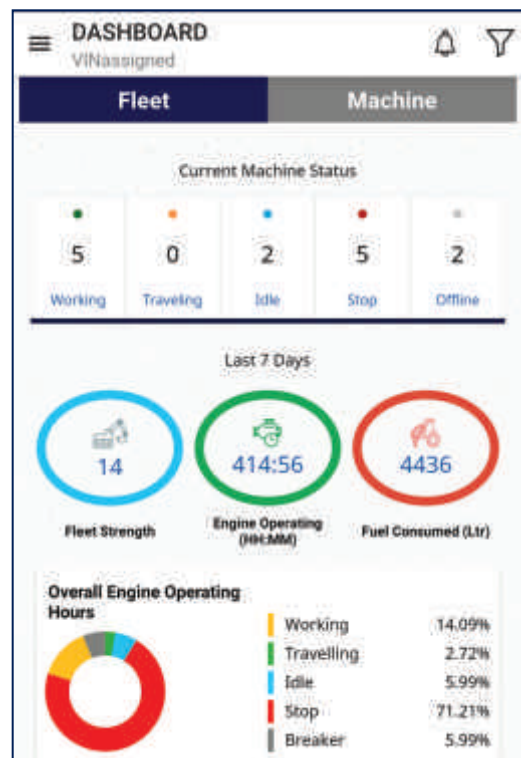 DASHBOARD
VINassigned
Fleet Machine
Current Machine Status
5 0 2 5 2
Working Traveling Idle Stop Offline
Last 7 Days
14 414:56 4436
Fleet Strength Engine Operating (HH:MM) Fuel Consumed (Ltr)
Overall Engine Operating
Hours
Working 14.09%
Travelling 2.72%
Idle 5.99%
Stop 71.21%
Breaker 5.99%